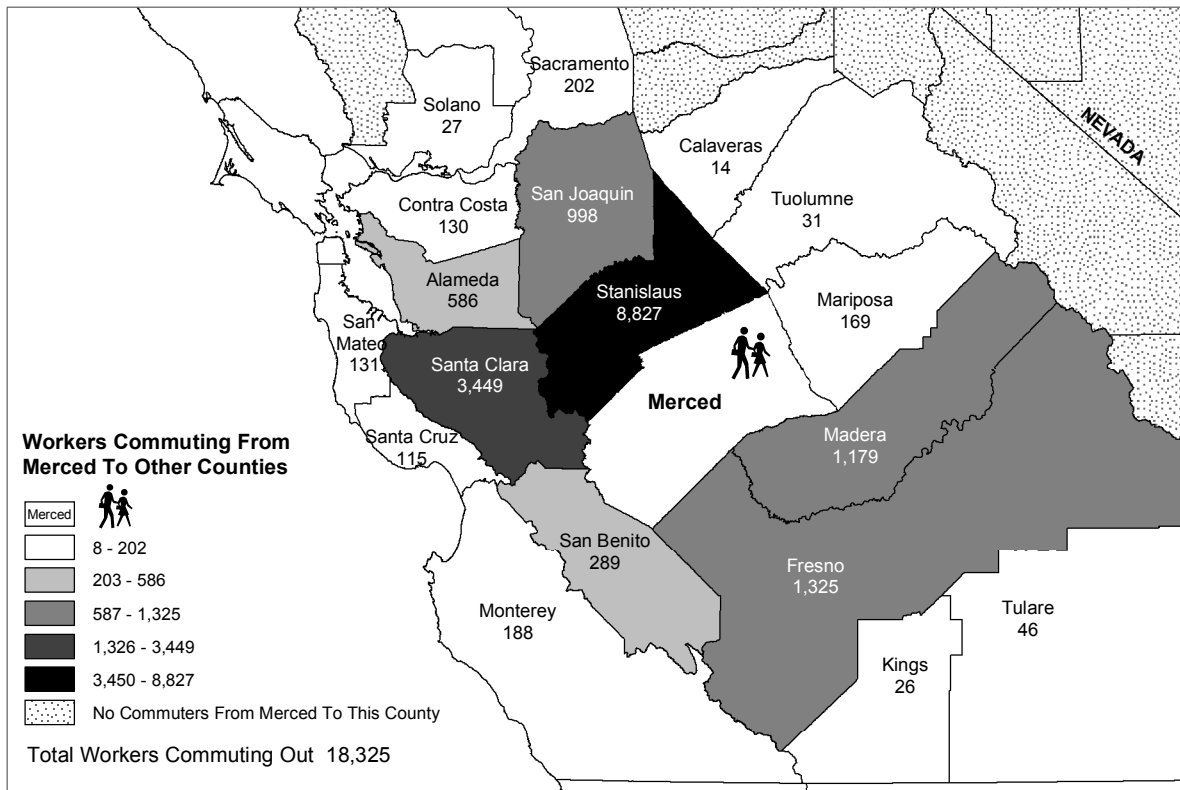 Sacramento
202
Solano
27
NEVADA
Calaveras
14
San Joaquin
998
Tuolumne
31
Contra Costa
130
Alameda
586
Stanislaus
8,827
Mariposa
169
San
Mateo
131
Santa Clara
3,449
Merced
Santa Cruz
115
Madera
1,179
San Benito
289
Fresno
1,325
Monterey
188
Tulare
46
Kings
26
Workers Commuting From
Merced To Other Counties
Merced
8 - 202
203 - 586
587 - 1,325
1,326 - 3,449
3,450 - 8,827
No Commuters From Merced To This County
Total Workers Commuting Out 18,325